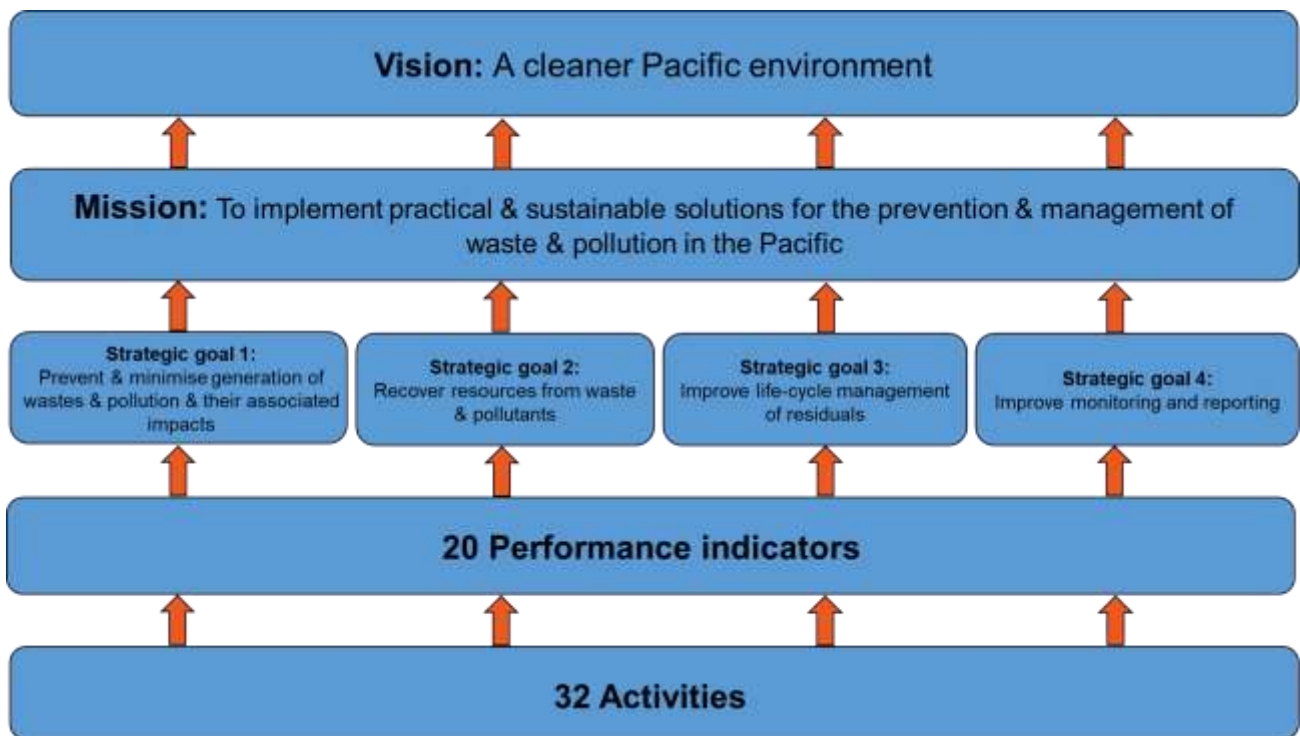 Vision: A cleaner Pacific environment
Mission: To implement practical & sustainable solutions for the prevention & management of
waste & pollution in the Pacific
Strategic goal 1:
Prevent & minimise generation of
wastes & pollution & their associated
impacts
Strategic goal 2:
Recover resources from waste
& pollutants
Strategic goal 3:
Improve life-cycle management
of residuals
Strategic goal 4:
Improve monitoring and reporting
20 Performance indicators
32 Activities